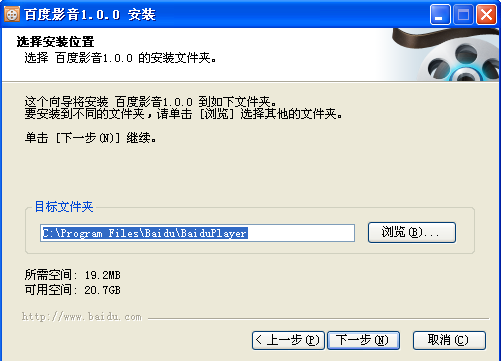 百度影音1.0.0 安装
选择安装位置
选择 百度影音1.0.0 的安装文件夹。
这个向导将安装 百度影音1.0.0 到如下文件夹。
要安装到不同的文件夹，请单击 [浏览] 选择其他的文件夹。
单击 [下一步(N)] 继续。
目标文件夹
C:\Program Files\Baidu\BaiduPlayer
浏览(B)...
所需空间: 19.2MB
可用空间: 20.7GB
http://www.baidu.com
< 上一步(P)
下一步(N)
取消(C)